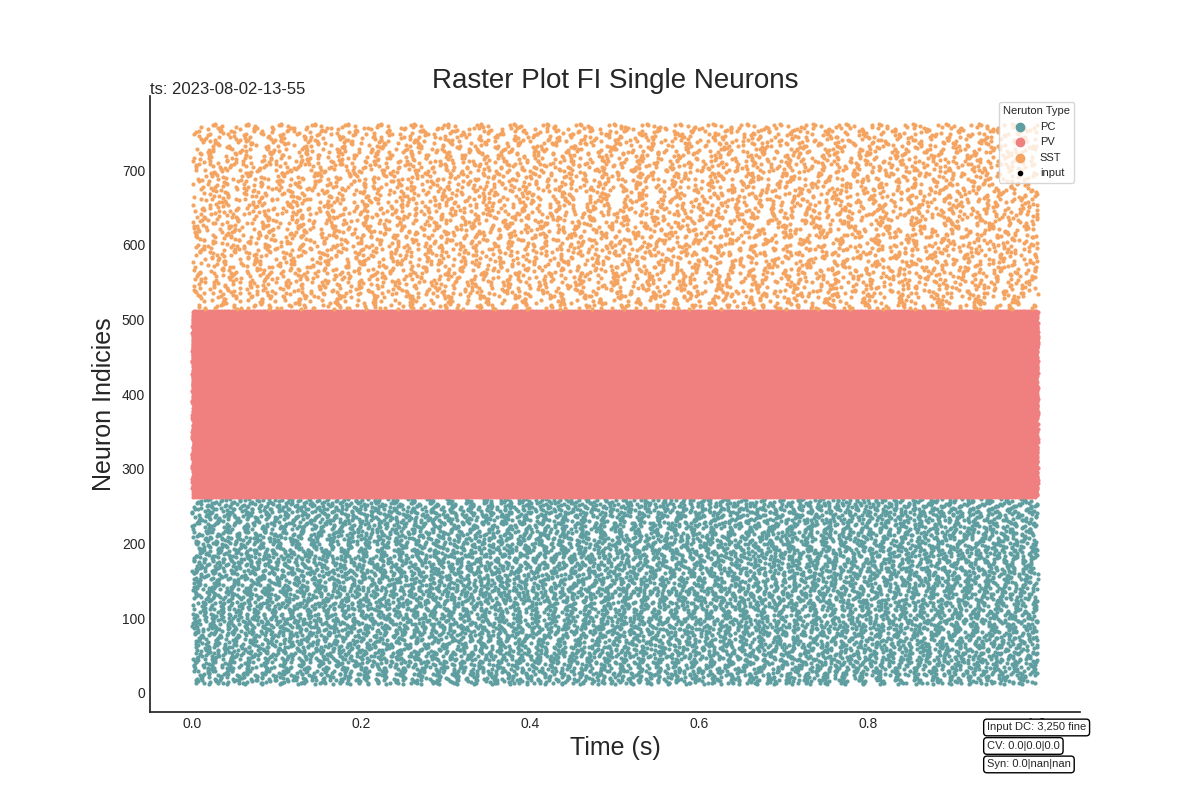 Raster Plot FI Single Neurons
ts: 2023-08-02-13-55
Neruton Type
PC
PV
SST
input
Neuron Indicies
700
600
500
400
300
200
100
0
0.0
0.2
0.4
0.6
0.8
Time (s)
Input DC: 3,250 fine
CV: 0.0|0.0|0.0
Syn: 0.0|nan|nan